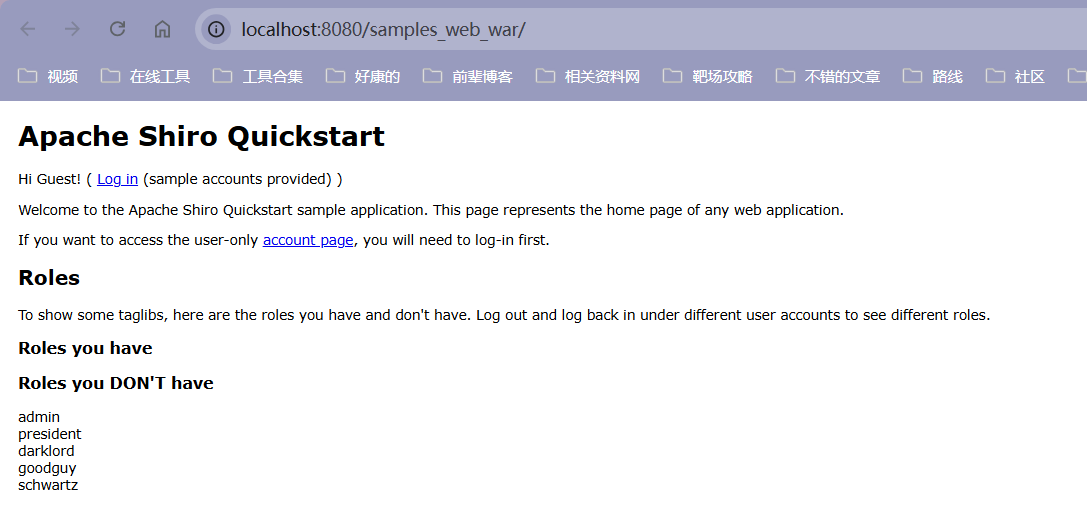 localhost:8080/samples_web_war/
视频 在线工具 工具合集 好康的 前辈博客 相关资料网 靶场攻略 不错的文章 路线 社区
Apache Shiro Quickstart
Hi Guest! ( Log in (sample accounts provided) )
Welcome to the Apache Shiro Quickstart sample application. This page represents the home page of any web application.
If you want to access the user-only account page, you will need to log-in first.
Roles
To show some taglibs, here are the roles you have and don't have. Log out and log back in under different user accounts to see different roles.
Roles you have
Roles you DON'T have
admin
president
darklord
goodguy
schwartz